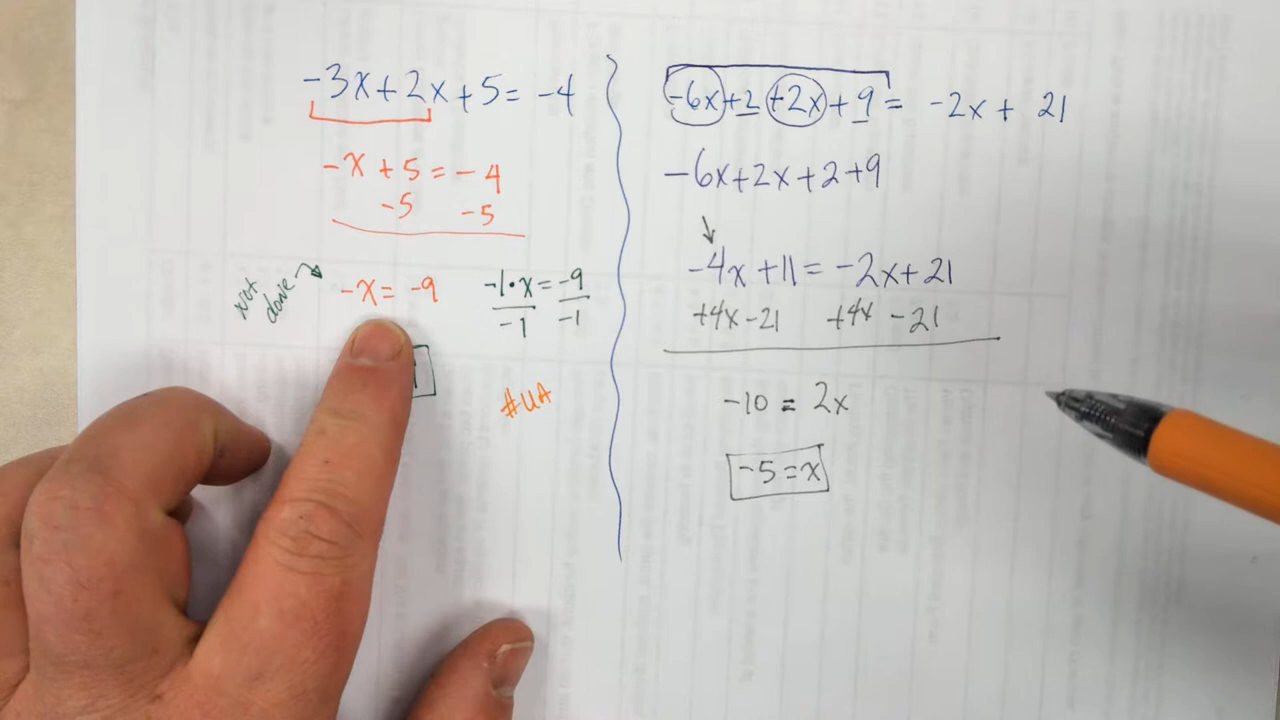 -3x+2x+5= -4
-x+5=-4
-5 -5
not
done
-x= -9
-1·x=-9
-1 -1
#UA
-6x+2+2x+9= -2x+ 21
-6x+2x+2+9
-4x+11=-2x+21
+4x-21 +4x -21
-10 = 2x
-5=x